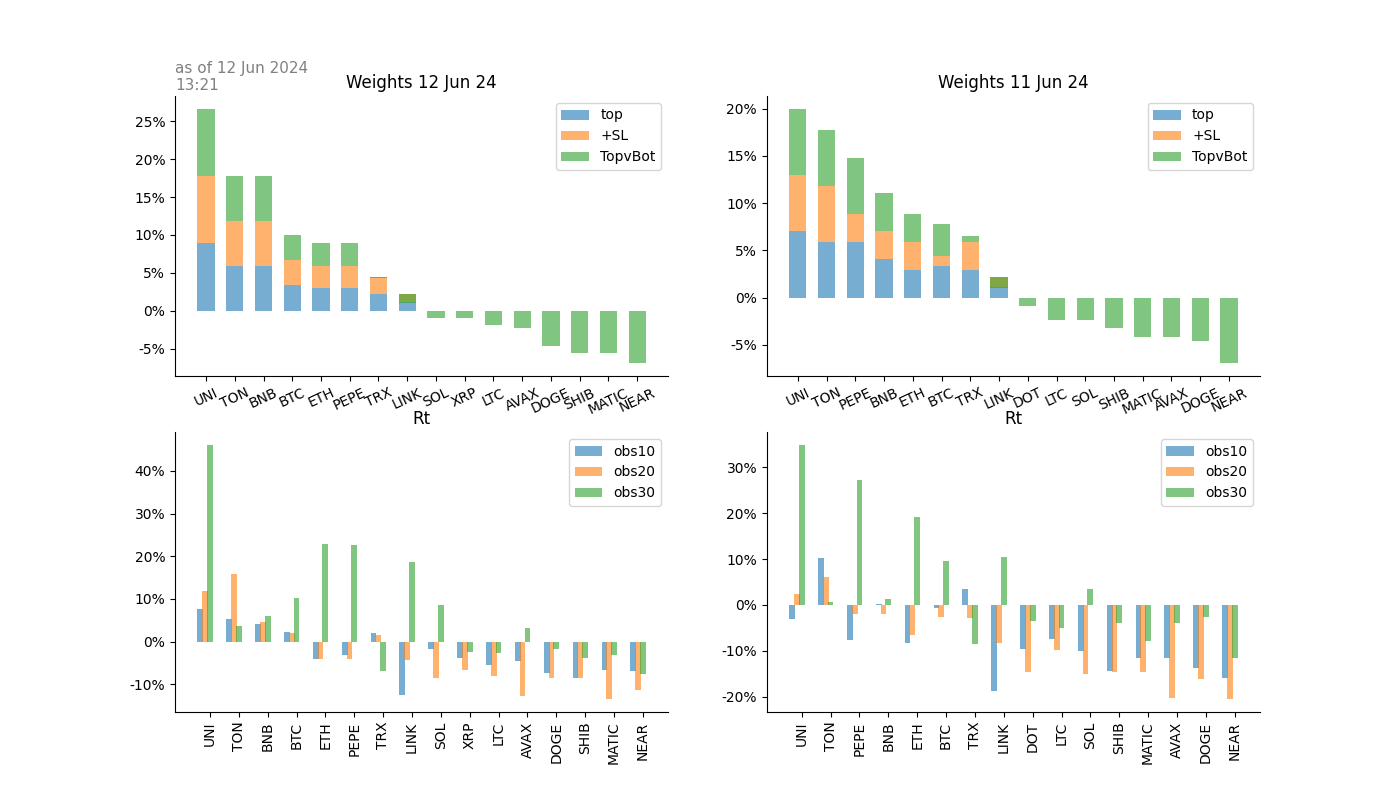 as of 12 Jun 2024
13:21
Weights 12 Jun 24
25%
20%
15%
10%
5%
0%
-5%
top
+SL
TopvBot
UNI TON BNB BTC ETH PEPE TRX LINK SOL XRP LTC AVAX DOGE SHIB MATIC NEAR
Weights 11 Jun 24
20%
15%
10%
5%
0%
-5%
top
+SL
TopvBot
UNI TON PEPE BNB ETH BTC TRX LINK DOT LTC SOL SHIB MATIC AVAX DOGE NEAR
Rt
40%
30%
20%
10%
0%
-10%
obs10
obs20
obs30
UNI TON BNB BTC ETH PEPE TRX LINK SOL XRP LTC AVAX DOGE SHIB MATIC NEAR
Rt
30%
20%
10%
0%
-10%
-20%
obs10
obs20
obs30
UNI TON PEPE BNB ETH BTC TRX LINK DOT LTC SOL SHIB MATIC AVAX DOGE NEAR